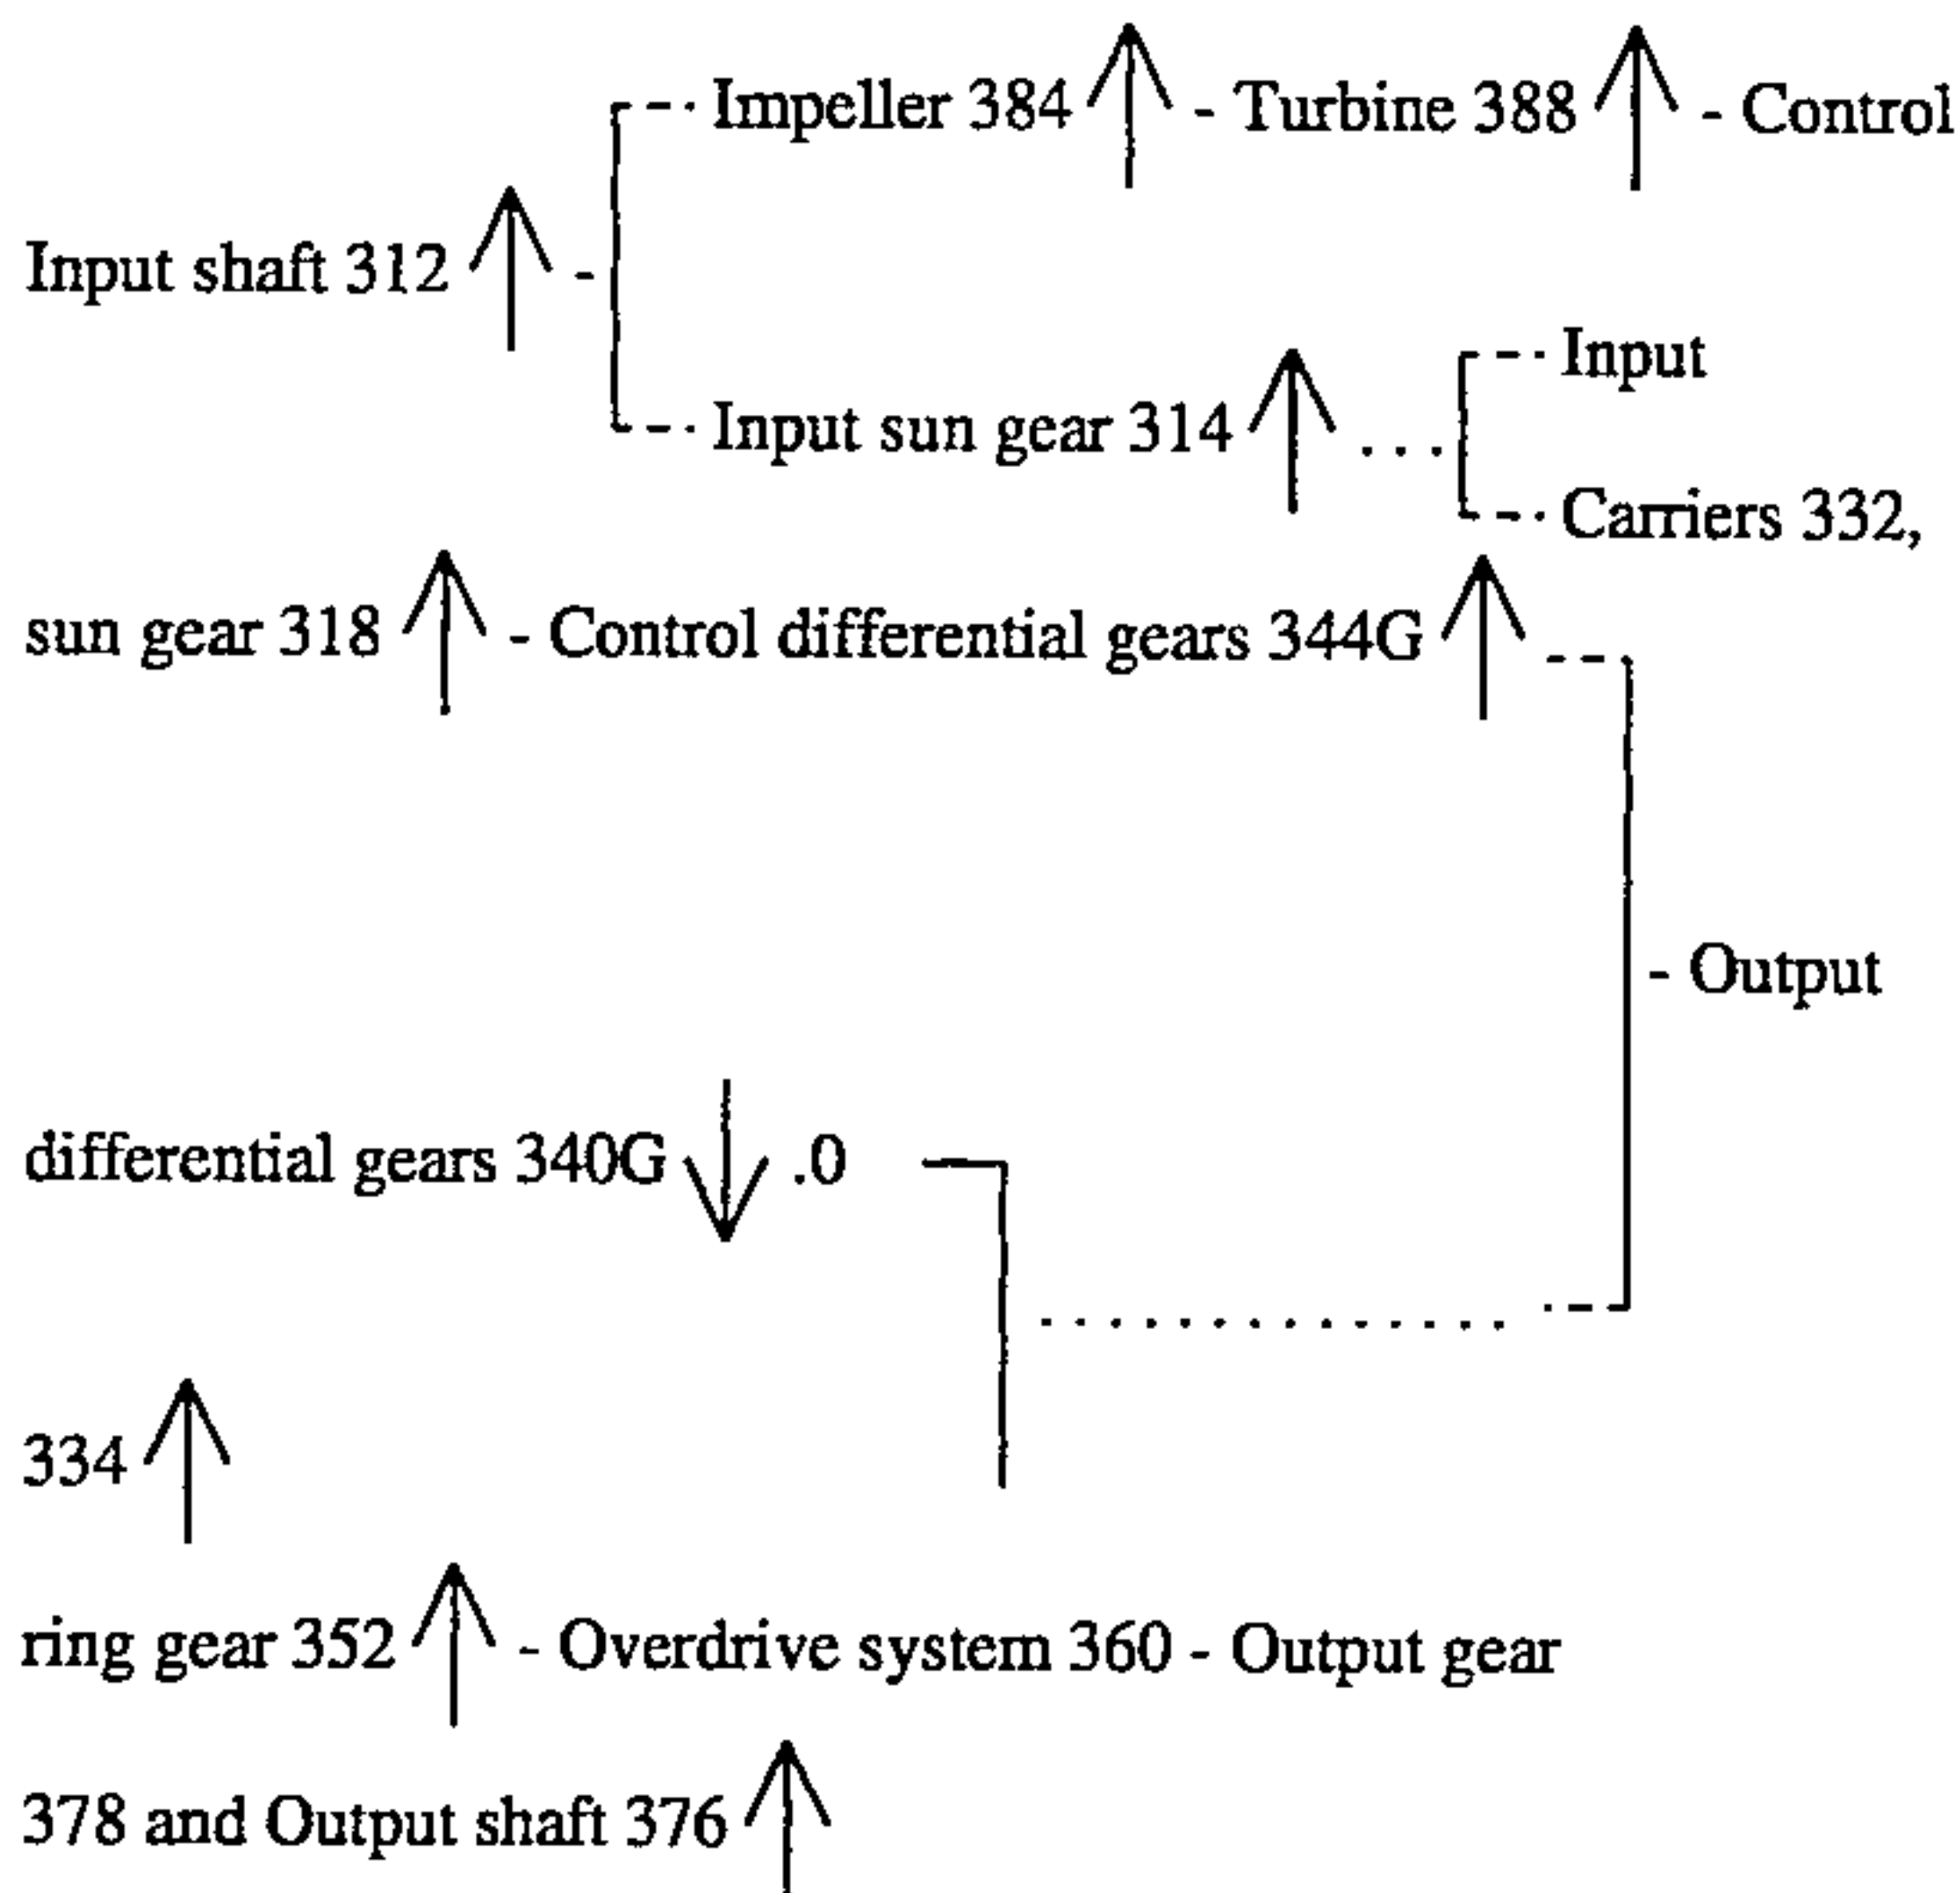 Impeller 384 ↑ - Turbine 388 ↑ - Control
Input shaft 312 ↑ -
Input
Input sun gear 314 ↑ ...
Carriers 332,
sun gear 318 ↑ - Control differential gears 344G ↑
- Output
differential gears 340G ↓ .0
334 ↑
ring gear 352 ↑ - Overdrive system 360 - Output gear
378 and Output shaft 376 ↑